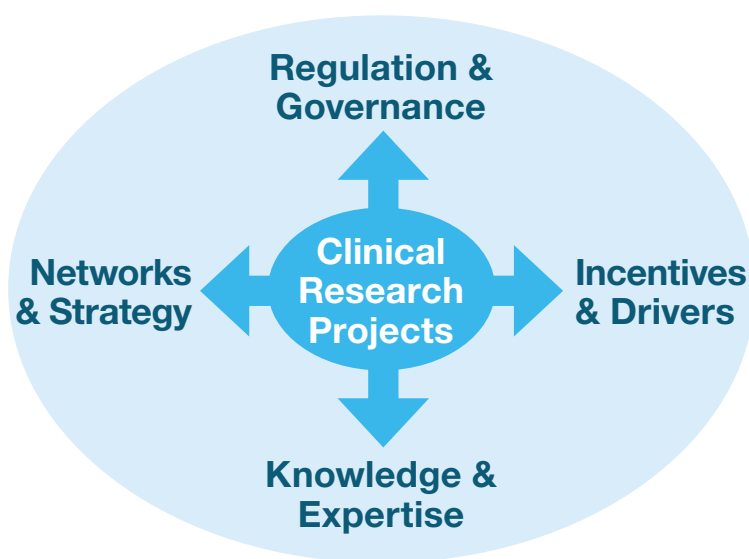 Regulation &
Governance
Networks
& Strategy
Clinical
Research
Projects
Incentives
& Drivers
Knowledge &
Expertise